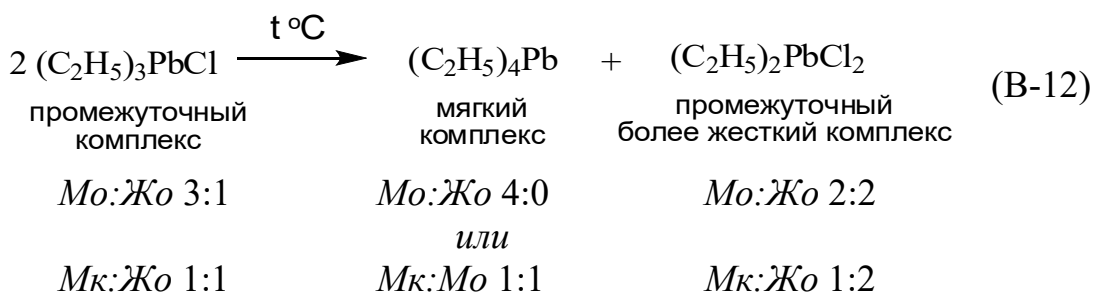 t °C
2 (C₂H₅)₃PbCl (C₂H₅)₄Pb + (C₂H₅)₂PbCl₂ (В-12)
промежуточный мягкий промежуточный
комплекс комплекс более жесткий комплекс
Мо:Жо 3:1 Мо:Жо 4:0 Мо:Жо 2:2
или
Мк:Жо 1:1 Мк:Мо 1:1 Мк:Жо 1:2